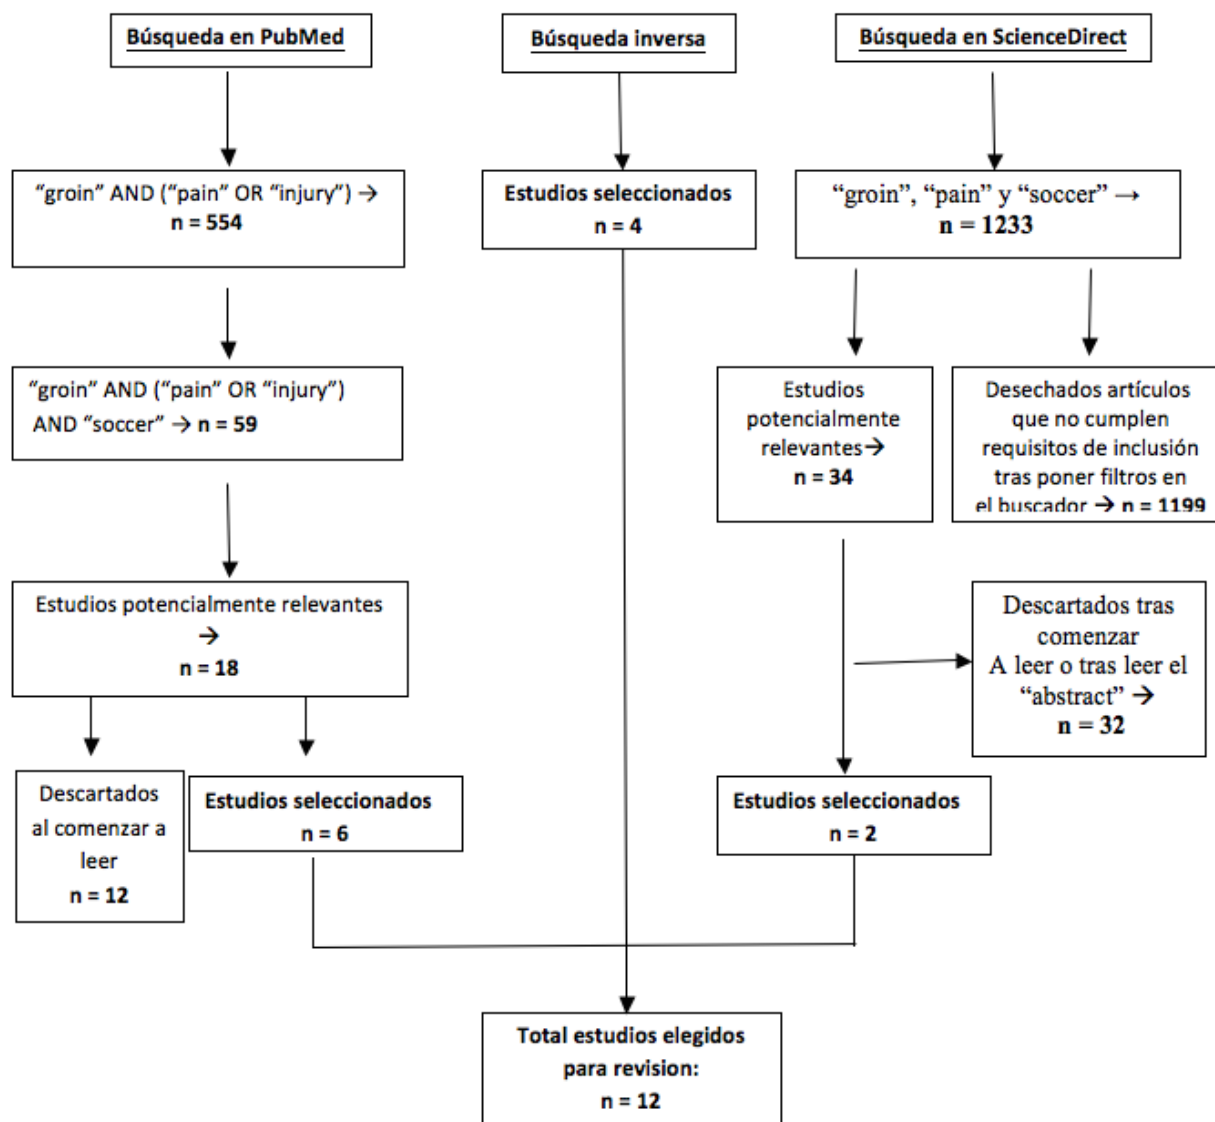 Búsqueda en PubMed
Búsqueda inversa
Búsqueda en ScienceDirect
“groin” AND (“pain” OR “injury”) →
n = 554
Estudios seleccionados
n = 4
“groin”, “pain” y “soccer” →
n = 1233
“groin” AND (“pain” OR “injury”)
AND “soccer” → n = 59
Estudios
potencialmente
relevantes→
n = 34
Desechados artículos
que no cumplen
requisitos de inclusión
tras poner filtros en
el buscador → n = 1199
Estudios potencialmente relevantes
→
n = 18
Descartados tras
comenzar
A leer o tras leer el
“abstract” →
n = 32
Descartados
al comenzar a
leer
n = 12
Estudios seleccionados
n = 6
Estudios seleccionados
n = 2
Total estudios elegidos
para revision:
n = 12